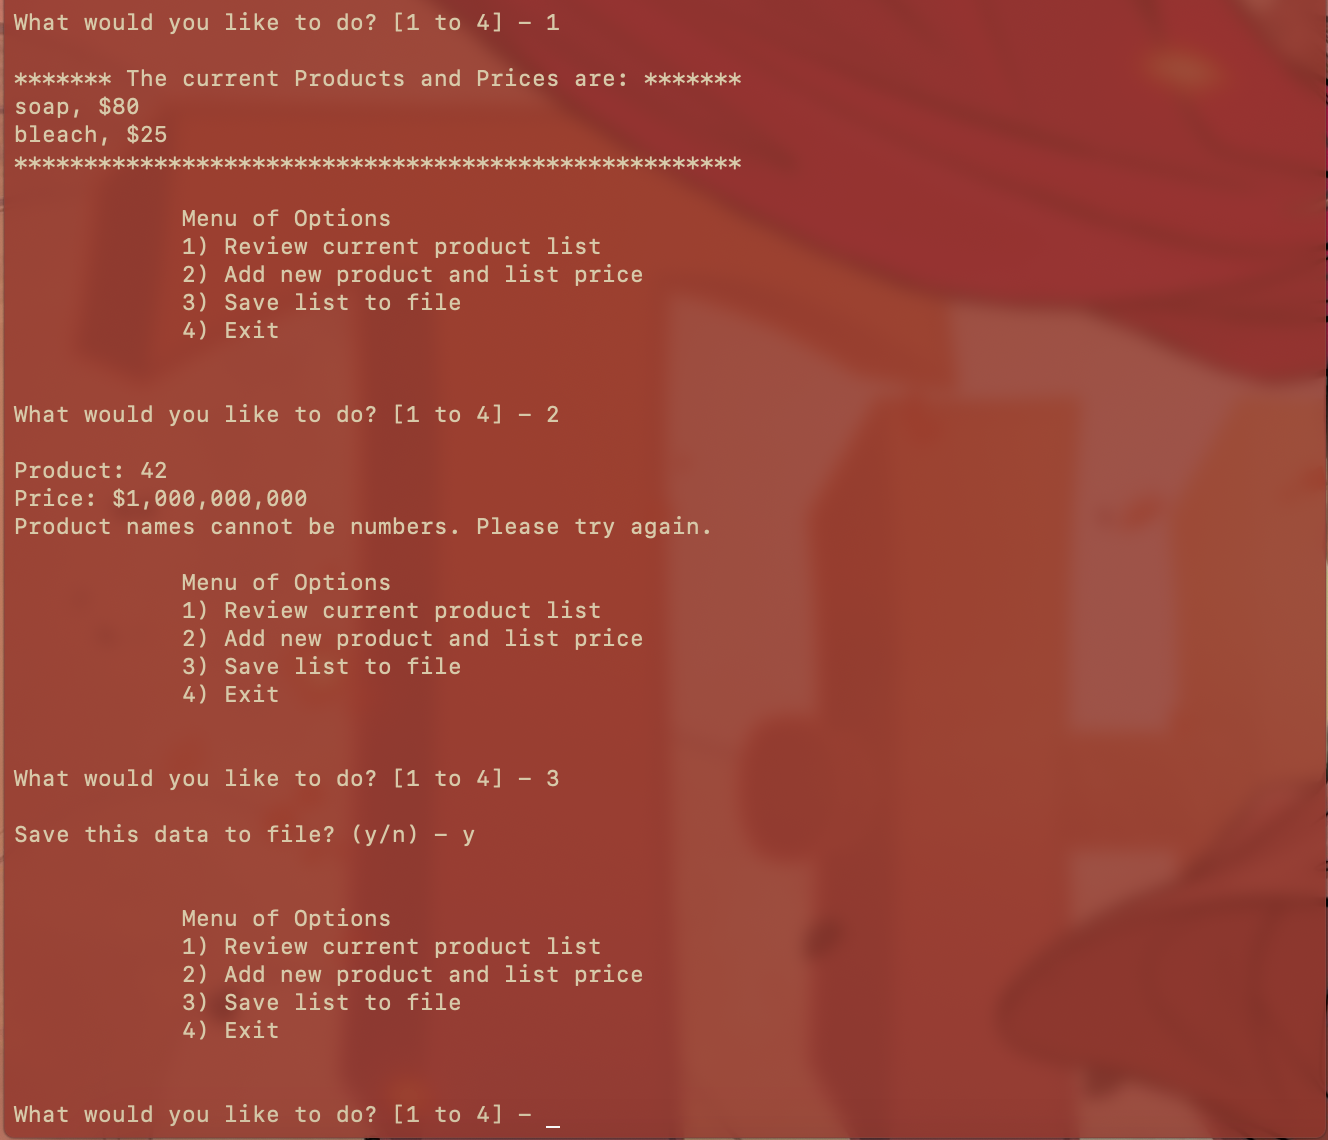 What would you like to do? [1 to 4] – 1
******* The current Products and Prices are: *******
soap, $80
bleach, $25
****************************************************
Menu of Options
1) Review current product list
2) Add new product and list price
3) Save list to file
4) Exit
What would you like to do? [1 to 4] – 2
Product: 42
Price: $1,000,000,000
Product names cannot be numbers. Please try again.
Menu of Options
1) Review current product list
2) Add new product and list price
3) Save list to file
4) Exit
What would you like to do? [1 to 4] – 3
Save this data to file? (y/n) – y
Menu of Options
1) Review current product list
2) Add new product and list price
3) Save list to file
4) Exit
What would you like to do? [1 to 4] – _